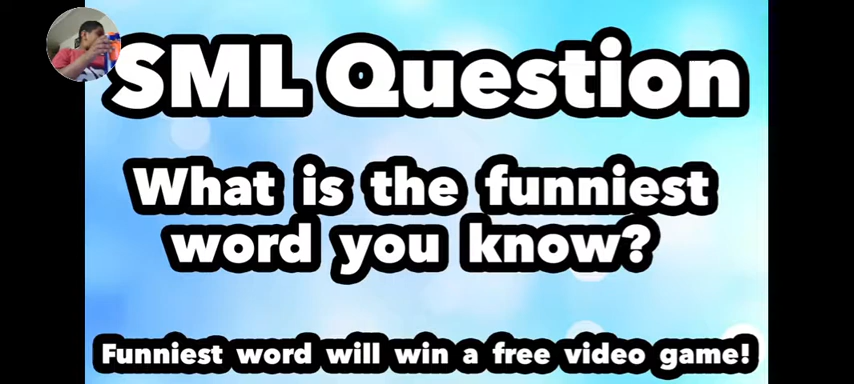 SML Question
What is the funniest
word you know?
Funniest word will win a free video game!